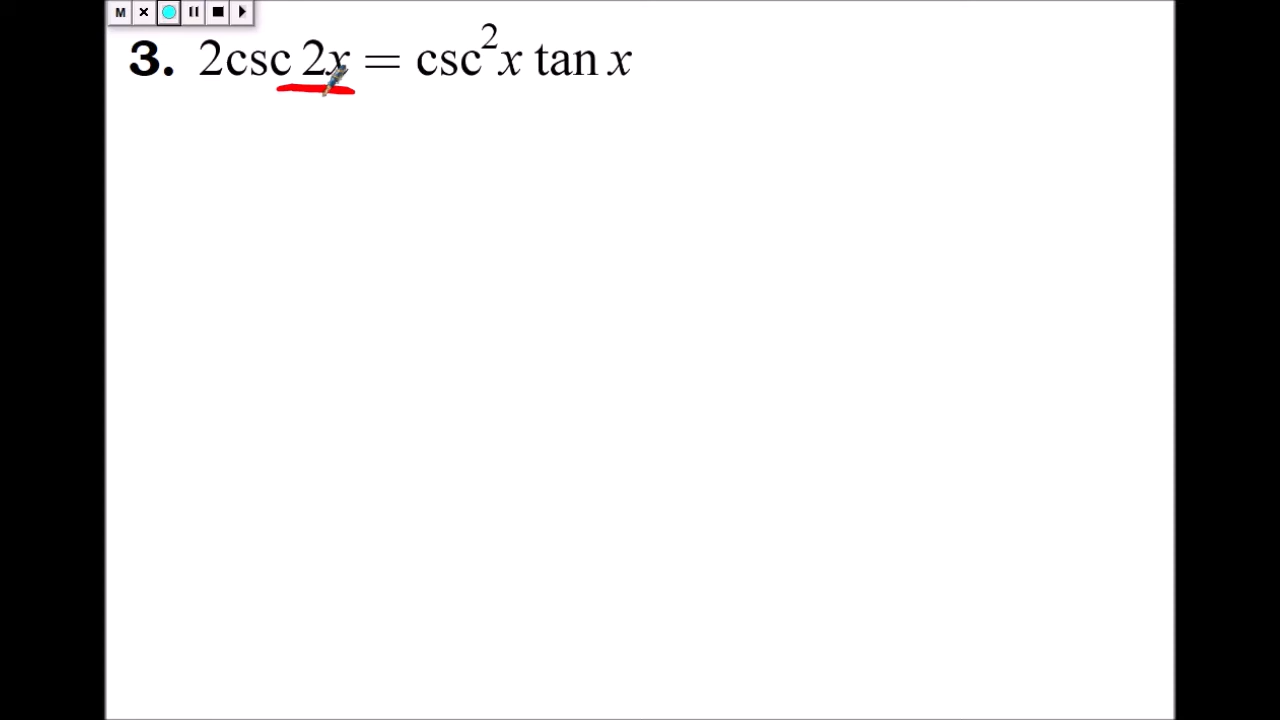 M
3. 2csc 2x = csc²x tan x